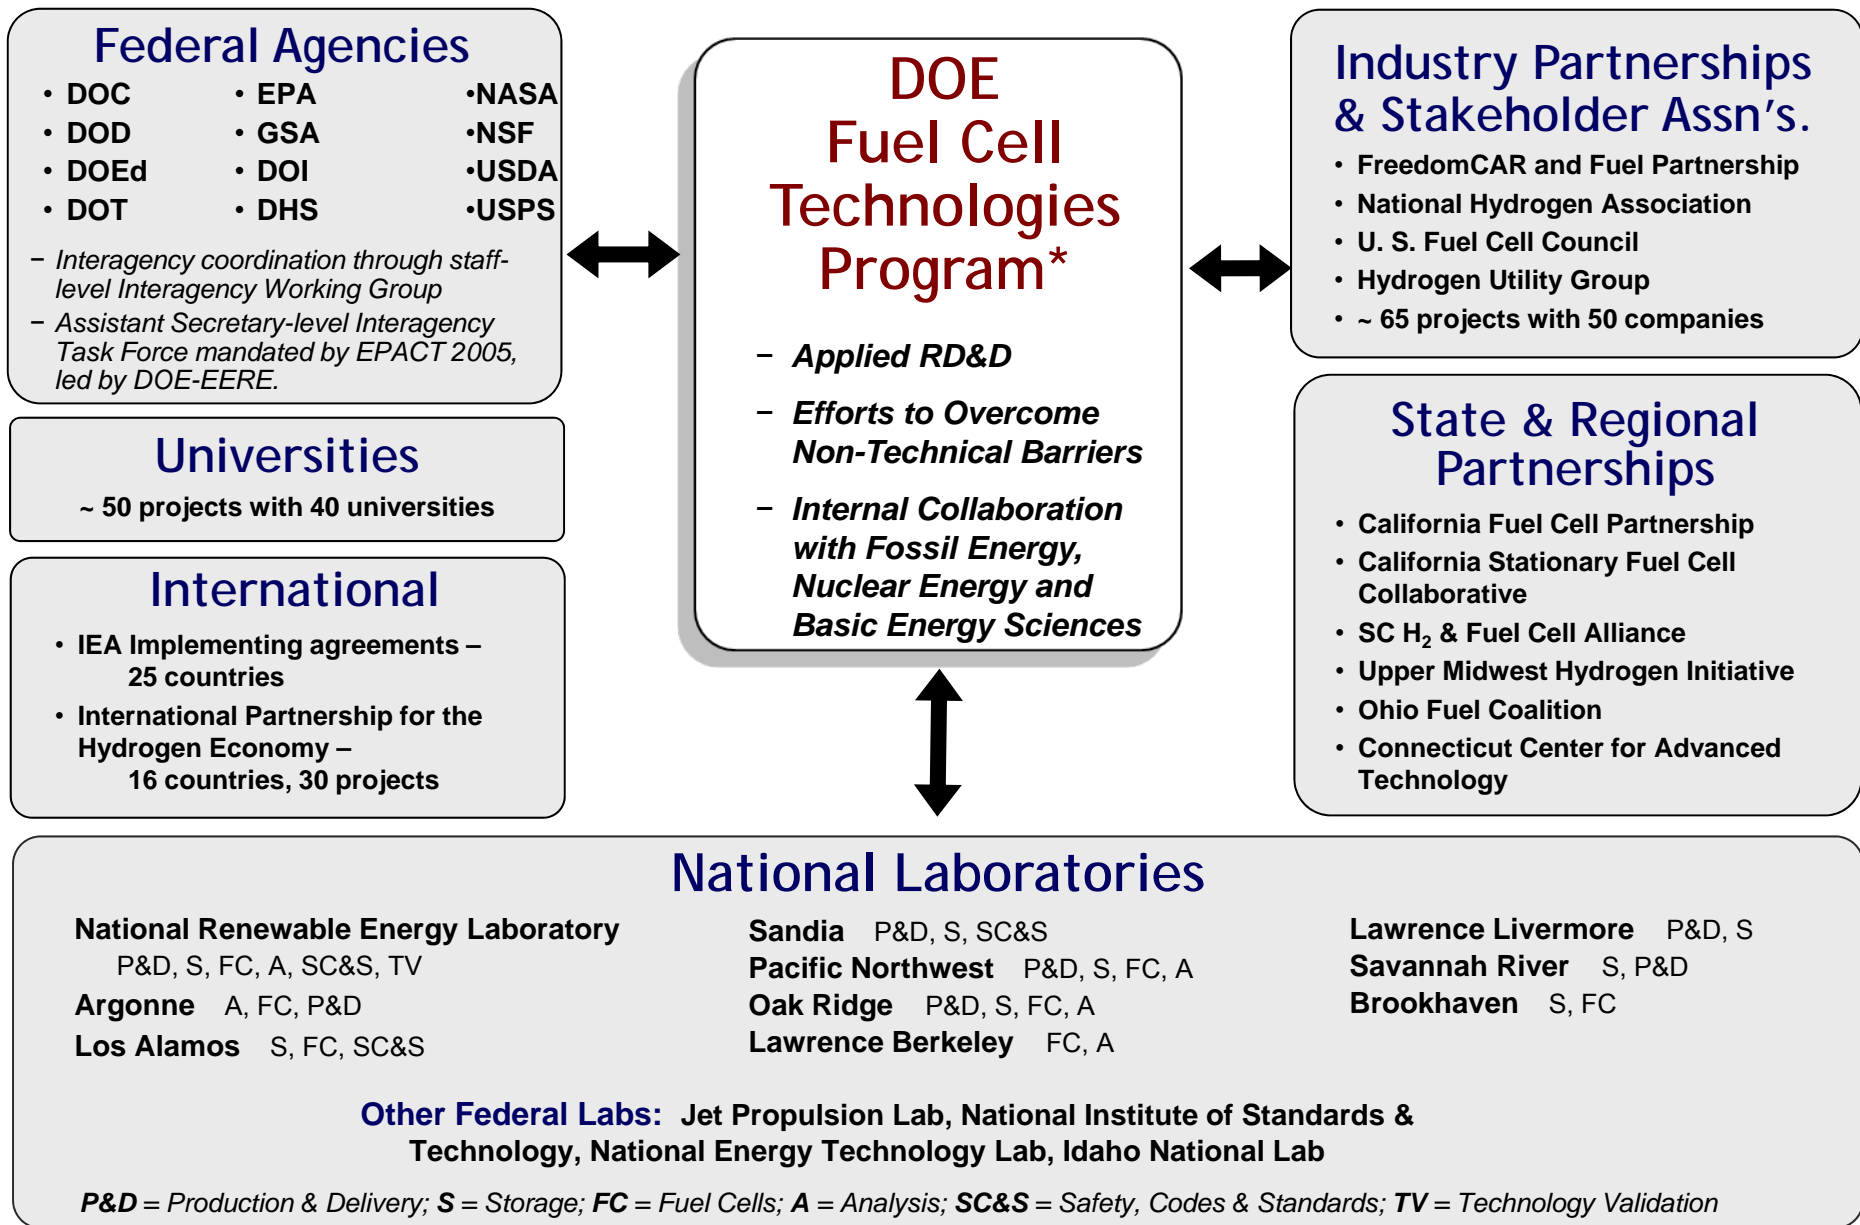 Federal Agencies
• DOC • EPA •NASA
• DOD • GSA •NSF
• DOEd • DOI •USDA
• DOT • DHS •USPS
– Interagency coordination through staff-
level Interagency Working Group
– Assistant Secretary-level Interagency
Task Force mandated by EPACT 2005,
led by DOE-EERE.
Universities
~ 50 projects with 40 universities
International
• IEA Implementing agreements –
25 countries
• International Partnership for the
Hydrogen Economy –
16 countries, 30 projects
DOE
Fuel Cell
Technologies
Program*
– Applied RD&D
– Efforts to Overcome
Non-Technical Barriers
– Internal Collaboration
with Fossil Energy,
Nuclear Energy and
Basic Energy Sciences
Industry Partnerships
& Stakeholder Assn's.
• FreedomCAR and Fuel Partnership
• National Hydrogen Association
• U. S. Fuel Cell Council
• Hydrogen Utility Group
• ~ 65 projects with 50 companies
State & Regional
Partnerships
• California Fuel Cell Partnership
• California Stationary Fuel Cell
Collaborative
• SC H₂ & Fuel Cell Alliance
• Upper Midwest Hydrogen Initiative
• Ohio Fuel Coalition
• Connecticut Center for Advanced
Technology
National Laboratories
National Renewable Energy Laboratory
P&D, S, FC, A, SC&S, TV
Argonne A, FC, P&D
Los Alamos S, FC, SC&S
Sandia P&D, S, SC&S
Pacific Northwest P&D, S, FC, A
Oak Ridge P&D, S, FC, A
Lawrence Berkeley FC, A
Lawrence Livermore P&D, S
Savannah River S, P&D
Brookhaven S, FC
Other Federal Labs: Jet Propulsion Lab, National Institute of Standards &
Technology, National Energy Technology Lab, Idaho National Lab
P&D = Production & Delivery; S = Storage; FC = Fuel Cells; A = Analysis; SC&S = Safety, Codes & Standards; TV = Technology Validation